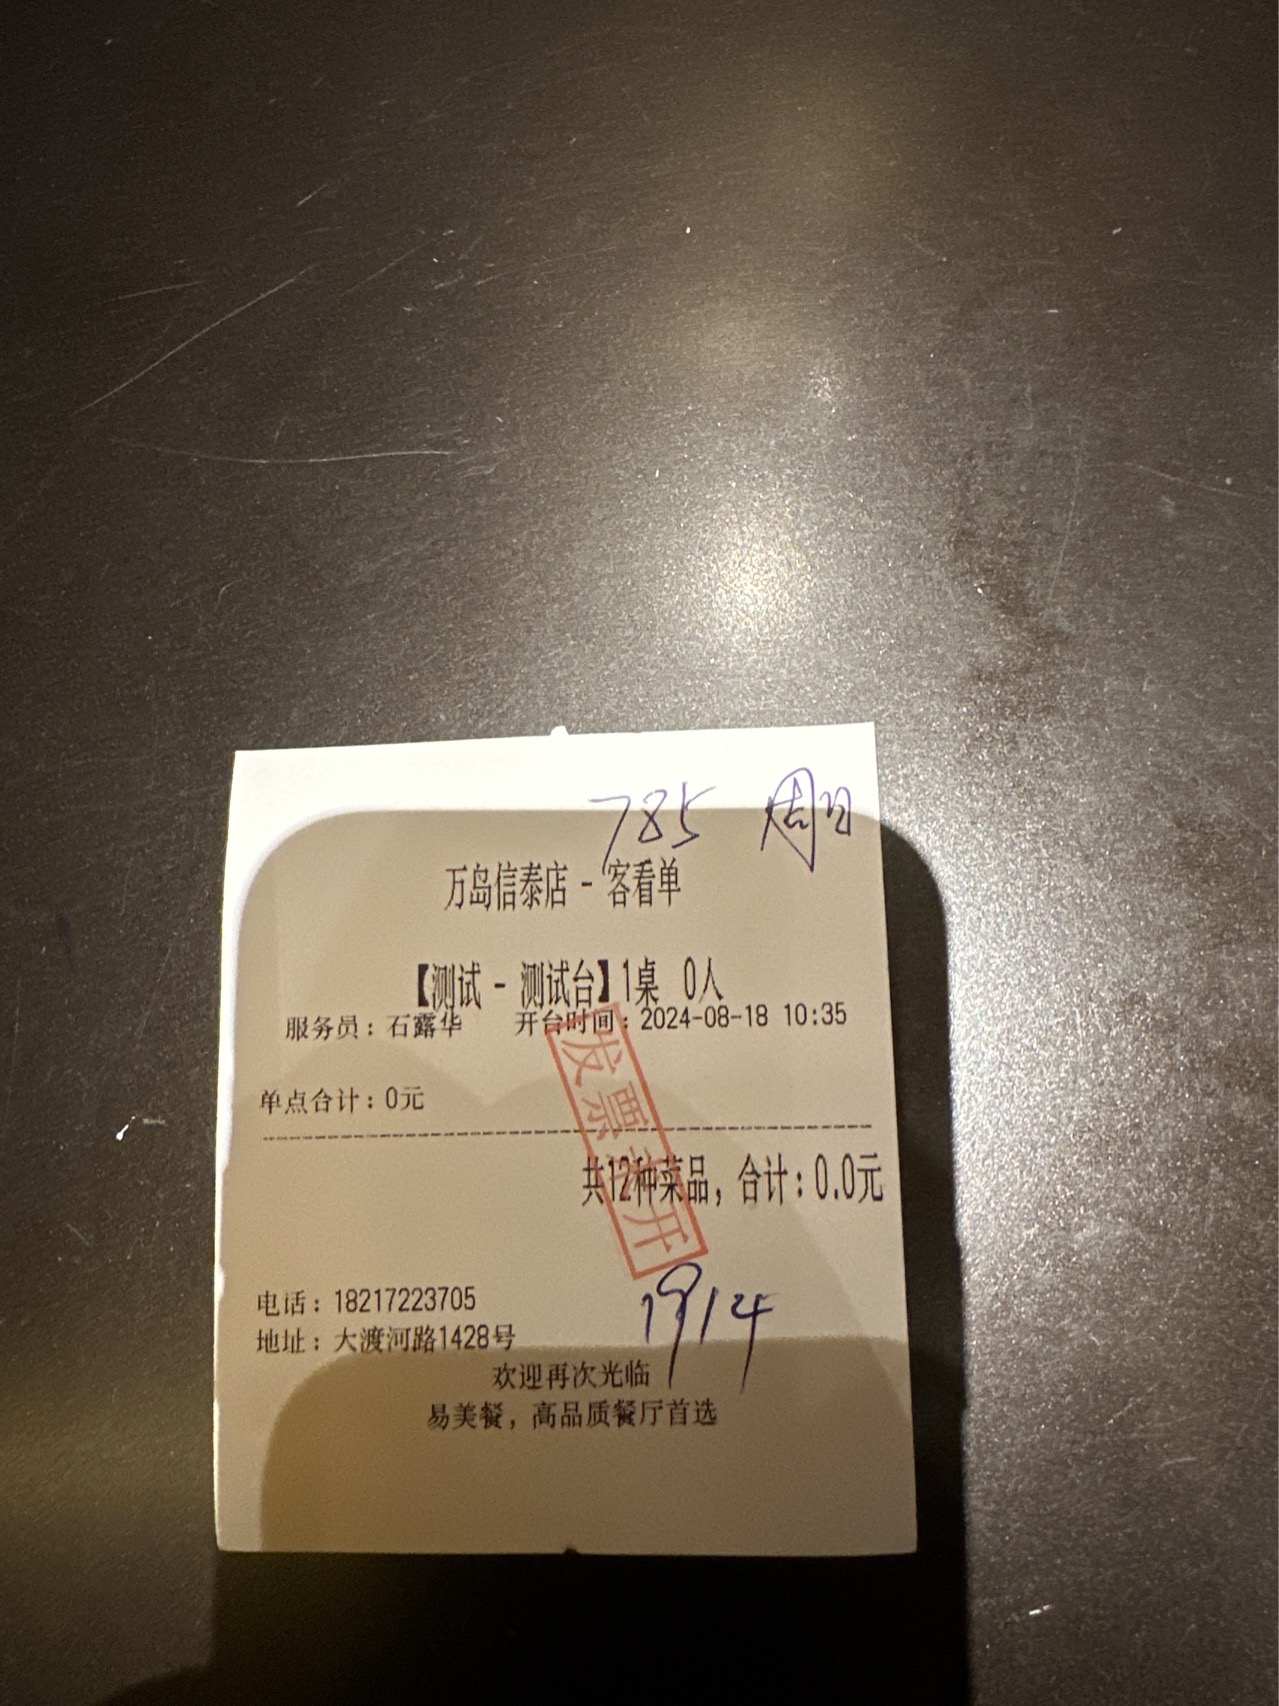 785 周日
万岛信泰店 - 客看单
【测试 - 测试台】1桌 0人
服务员：石露华 开台时间：2024-08-18 10:35
单点合计：0元
共12种菜品，合计：0.0元
发票未开
电话：18217223705
地址：大渡河路1428号
欢迎再次光临
易美餐，高品质餐厅首选